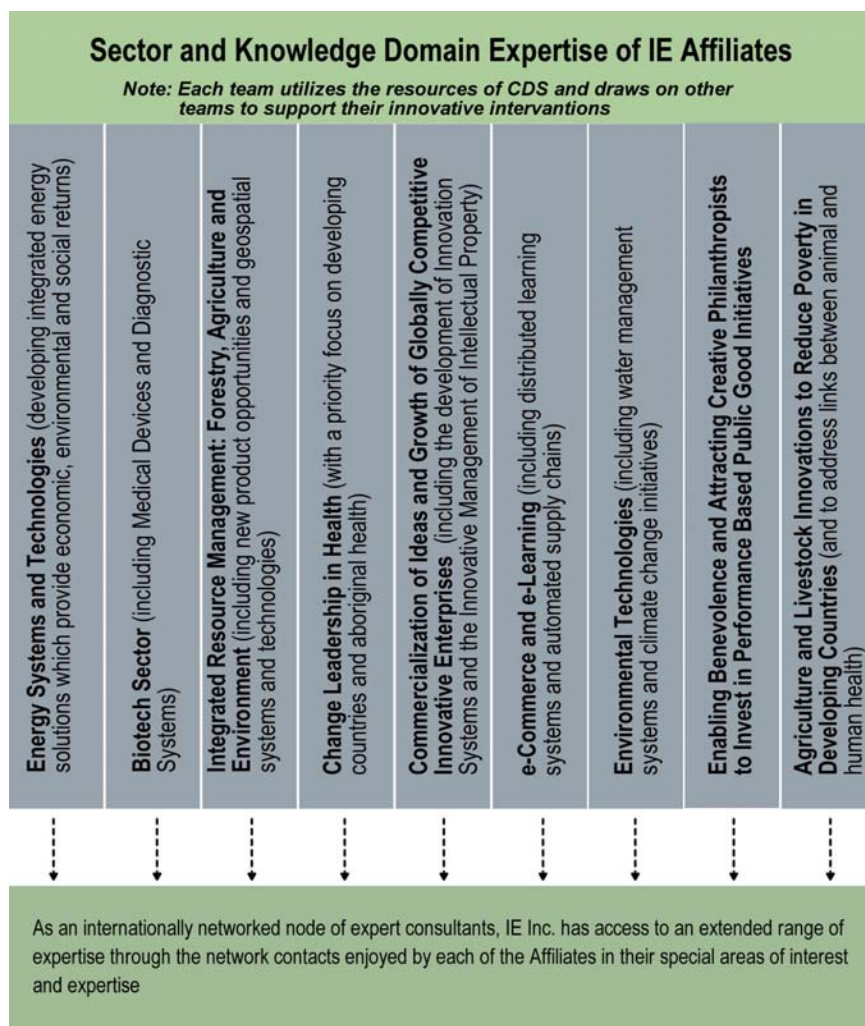 Sector and Knowledge Domain Expertise of IE Affiliates
Note: Each team utilizes the resources of CDS and draws on other
teams to support their innovative intervantions
Energy Systems and Technologies (developing integrated energy
solutions which provide economic, environmental and social returns)
Biotech Sector (including Medical Devices and Diagnostic
Systems)
Integrated Resource Management: Forestry, Agriculture and
Environment (including new product opportunities and geospatial
systems and technologies)
Change Leadership in Health (with a priority focus on developing
countries and aboriginal health)
Commercialization of Ideas and Growth of Globally Competitive
Innovative Enterprises (including the development of Innovation
Systems and the Innovative Management of Intellectual Property)
e-Commerce and e-Learning (including distributed learning
systems and automated supply chains)
Environmental Technologies (including water management
systems and climate change initiatives)
Enabling Benevolence and Attracting Creative Philanthropists
to Invest in Performance Based Public Good Initiatives
Agriculture and Livestock Innovations to Reduce Poverty in
Developing Countries (and to address links between animal and
human health)
As an internationally networked node of expert consultants, IE Inc. has access to an extended range of
expertise through the network contacts enjoyed by each of the Affiliates in their special areas of interest
and expertise